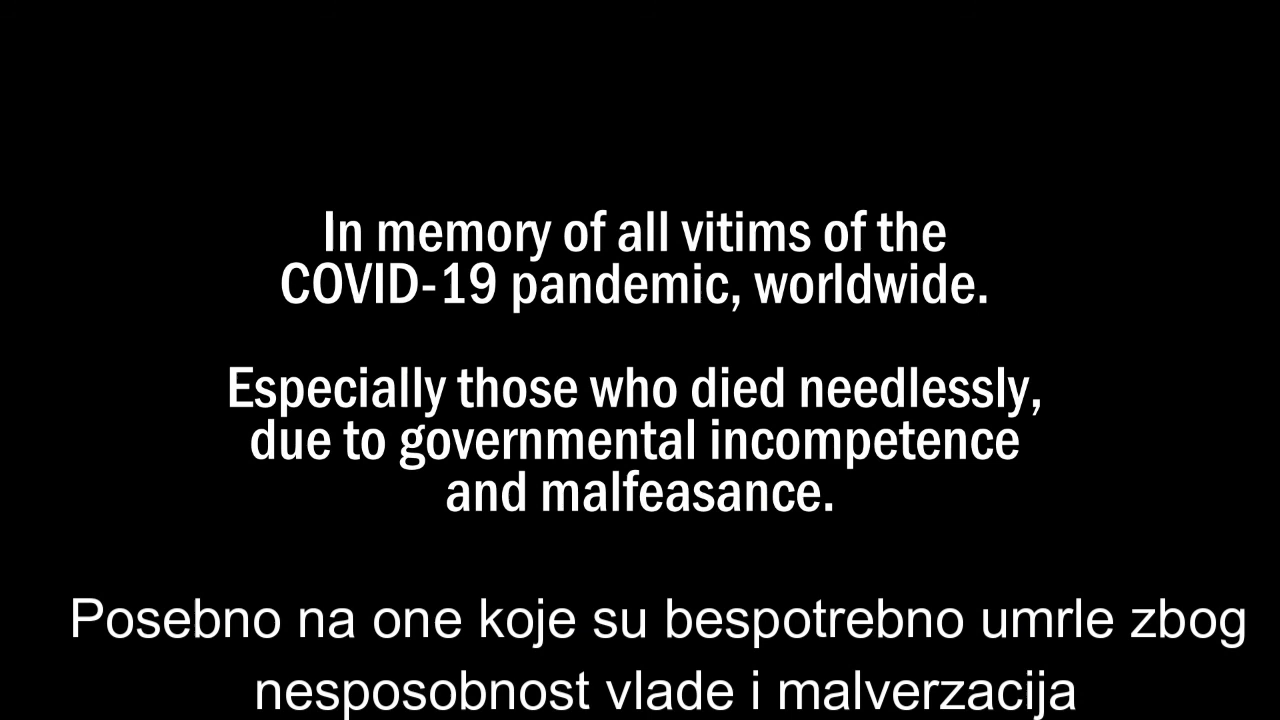 In memory of all vitims of the
COVID-19 pandemic, worldwide.
Especially those who died needlessly,
due to governmental incompetence
and malfeasance.
Posebno na one koje su bespotrebno umrle zbog
nesposobnost vlade i malverzacija